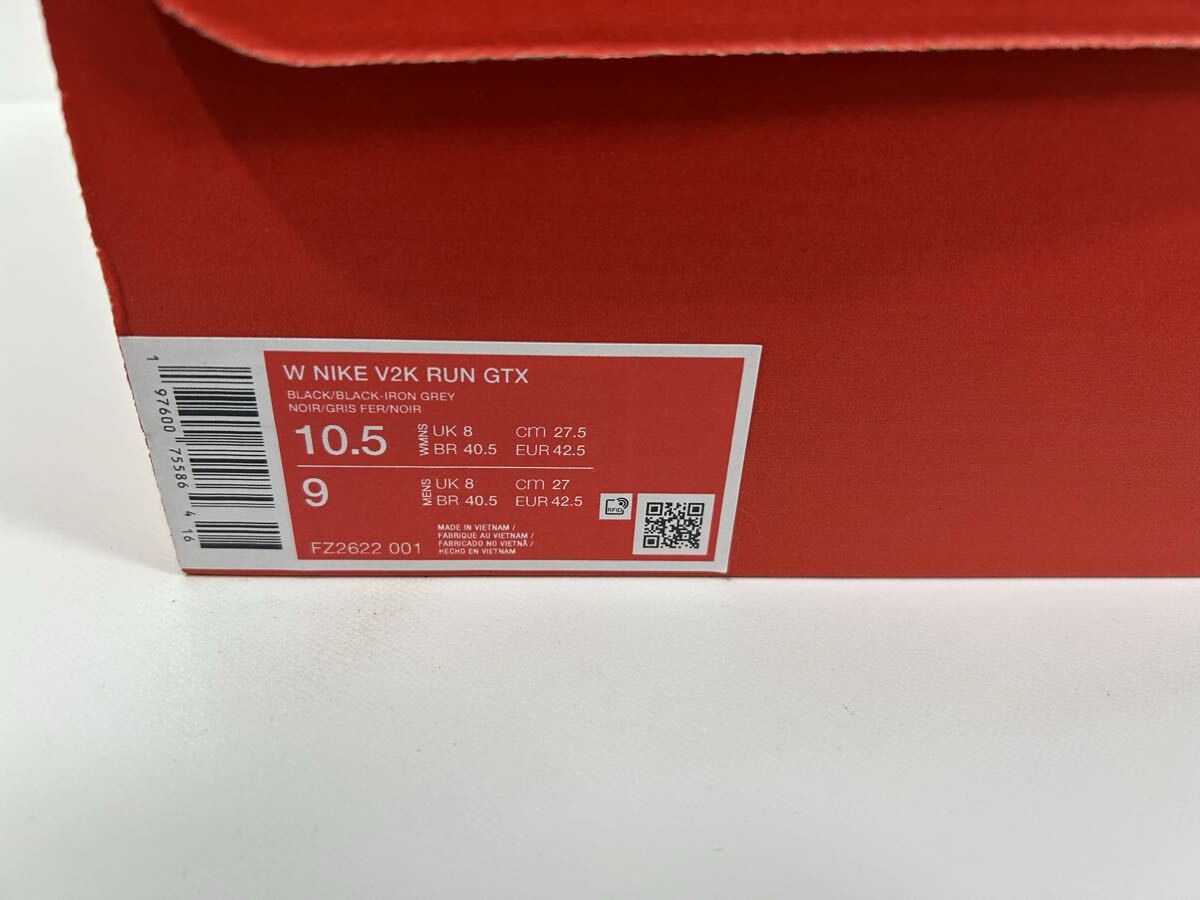 W NIKE V2K RUN GTX
BLACK/BLACK-IRON GREY
NOIR/GRIS FER/NOIR
10.5 WMNS UK 8 cm 27.5
BR 40.5 EUR 42.5
9 MENS UK 8 cm 27
BR 40.5 EUR 42.5
FZ2622 001
MADE IN VIETNAM /
FABRIQUE AU VIETNAM /
FABRICADO NO VIETNÃ /
HECHO EN VIETNAM
RFID
1 97600 75586 4 16